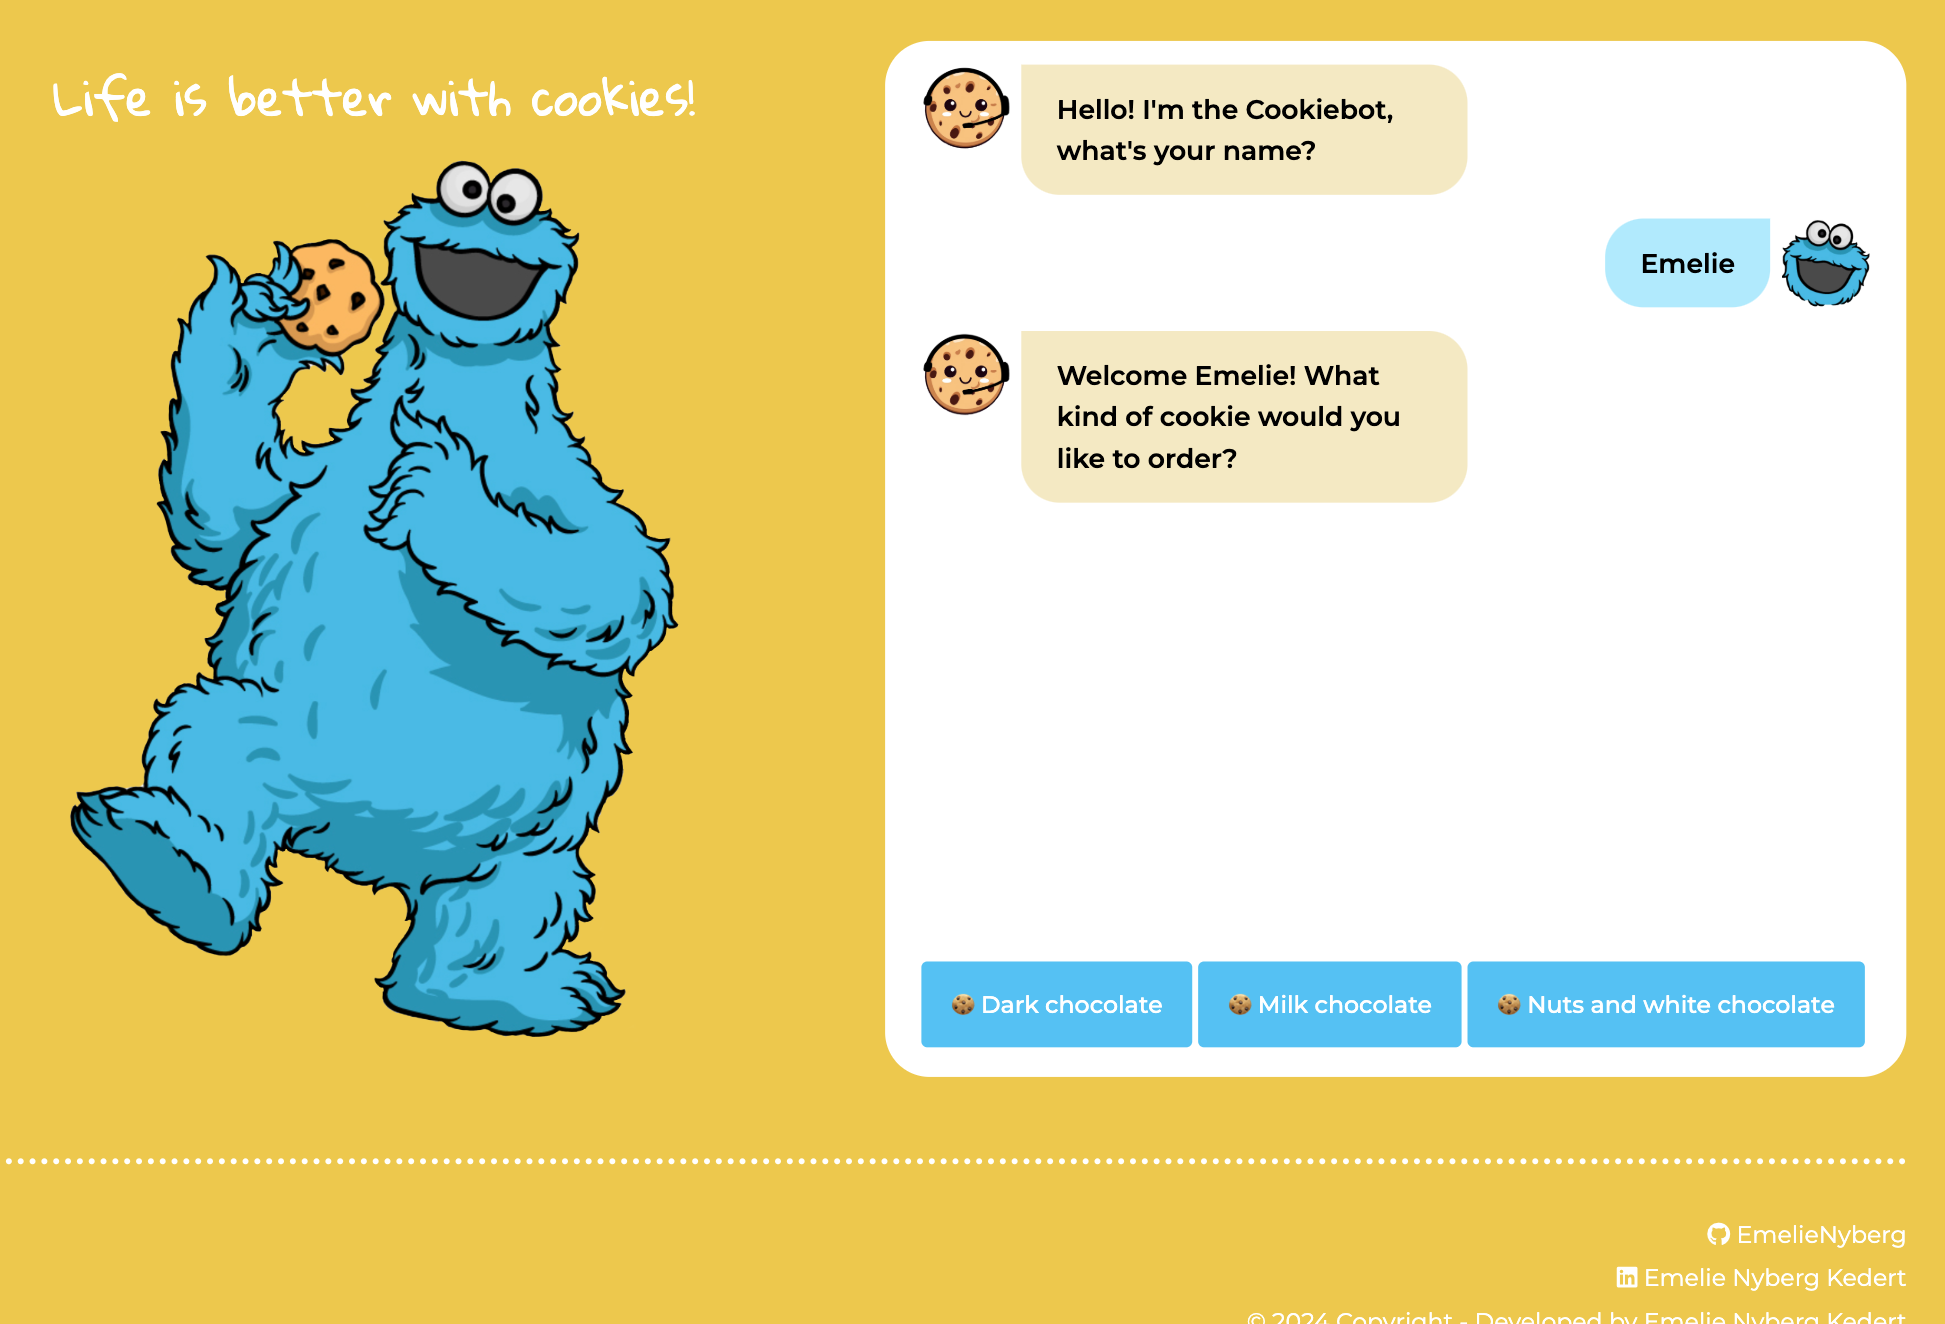 Life is better with cookies!
Hello! I'm the Cookiebot,
what's your name?
Emelie
Welcome Emelie! What
kind of cookie would you
like to order?
Dark chocolate
Milk chocolate
Nuts and white chocolate
EmelieNyberg
Emelie Nyberg Kedert
© 2024 Copyright - Developed by Emelie Nyberg Kedert